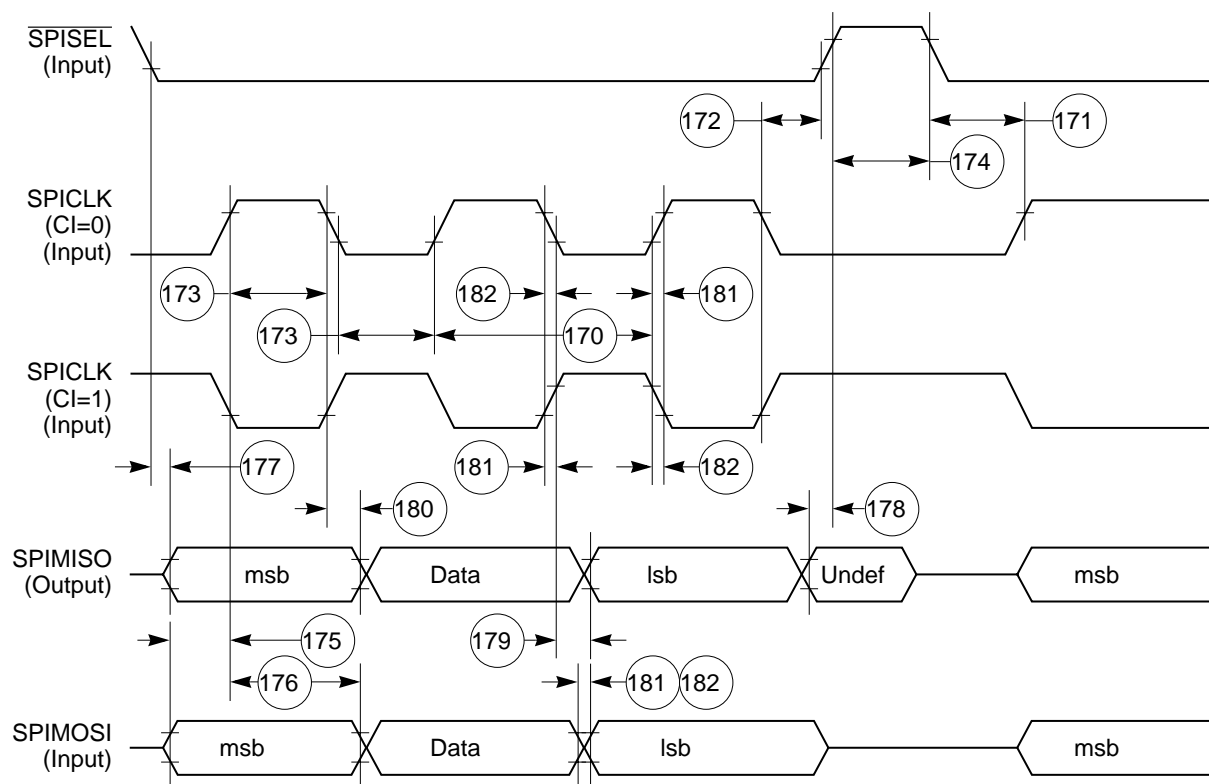 SPISEL
(Input)
172
171
174
SPICLK
(CI=0)
(Input)
173
182
181
173
170
SPICLK
(CI=1)
(Input)
177
181
182
180
178
SPIMISO
(Output)
msb
Data
lsb
Undef
msb
175
179
176
181
182
SPIMOSI
(Input)
msb
Data
lsb
msb